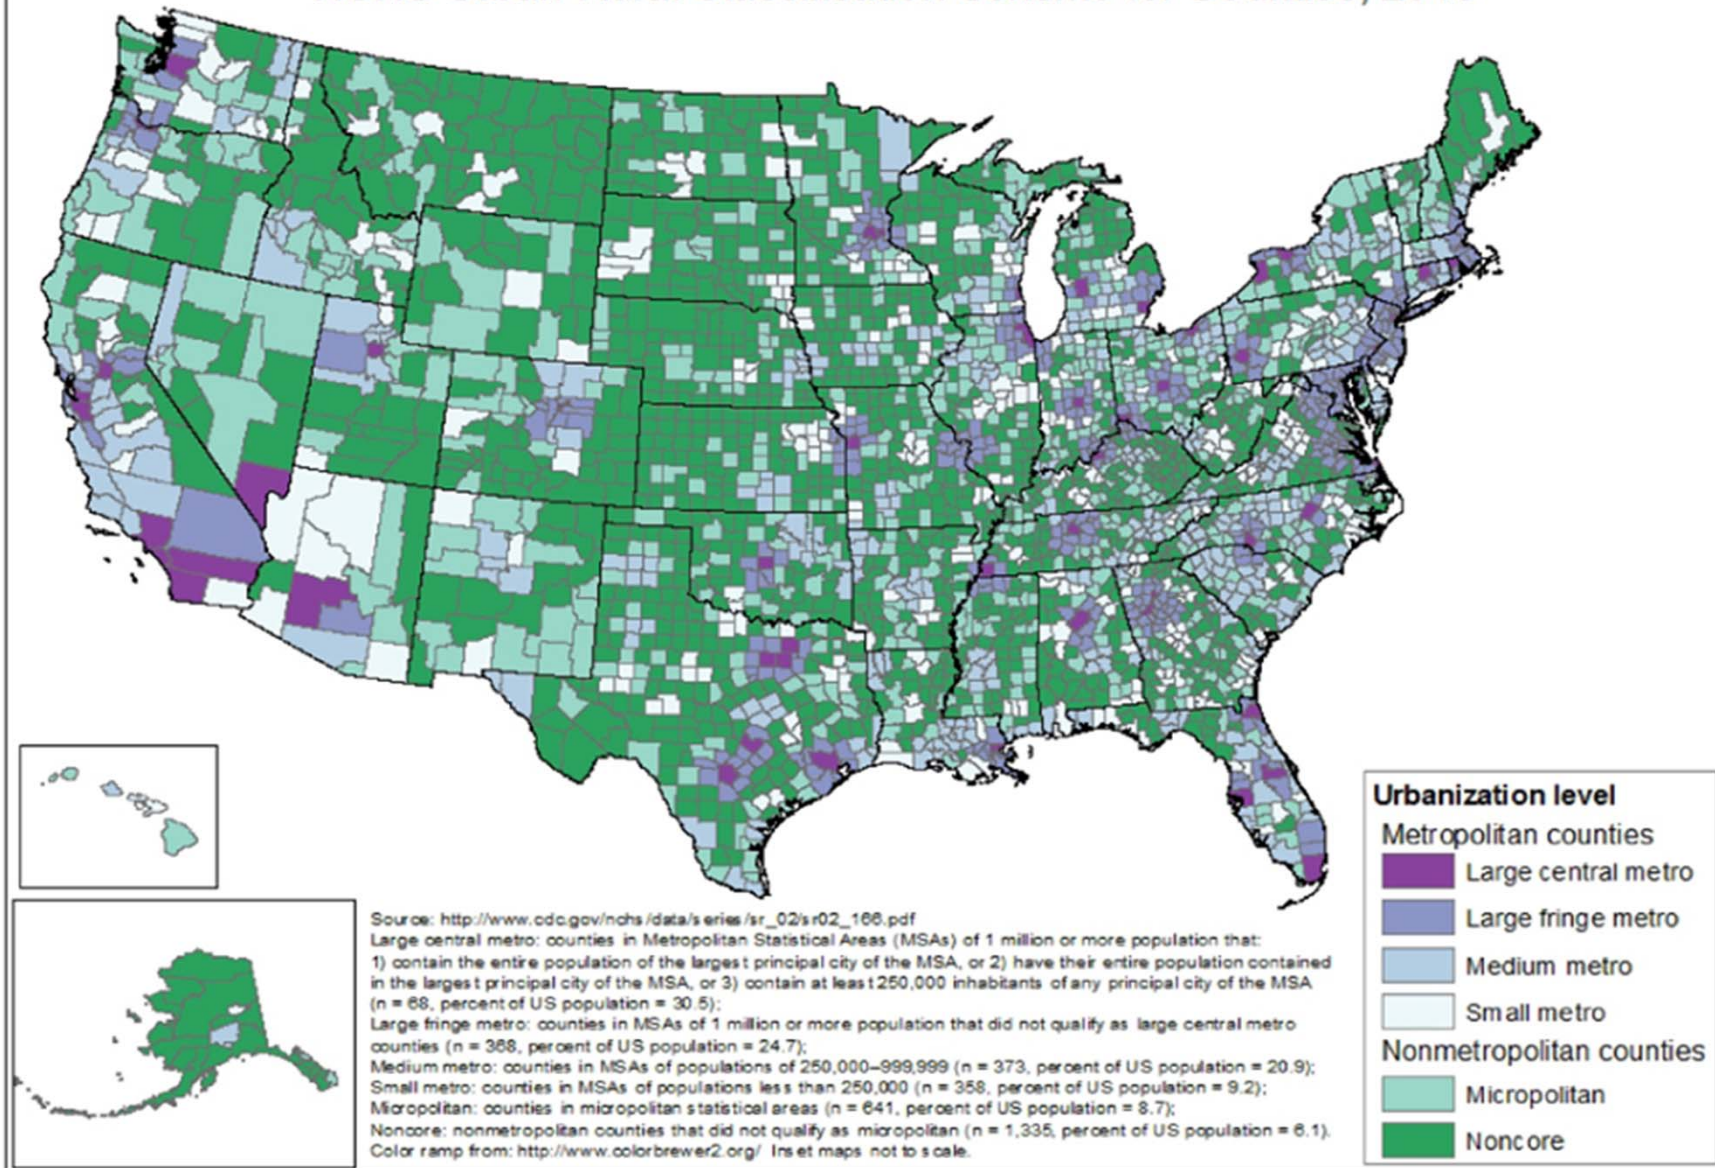 Urbanization level
Metropolitan counties
Large central metro
Large fringe metro
Medium metro
Small metro
Nonmetropolitan counties
Micropolitan
Noncore
Source: http://www.cdc.gov/nchs/data/series/sr_02/sr02_166.pdf
Large central metro: counties in Metropolitan Statistical Areas (MSAs) of 1 million or more population that:
1) contain the entire population of the largest principal city of the MSA, or 2) have their entire population contained
in the largest principal city of the MSA, or 3) contain at least 250,000 inhabitants of any principal city of the MSA
(n = 68, percent of US population = 30.5);
Large fringe metro: counties in MSAs of 1 million or more population that did not qualify as large central metro
counties (n = 368, percent of US population = 24.7);
Medium metro: counties in MSAs of populations of 250,000–999,999 (n = 373, percent of US population = 20.9);
Small metro: counties in MSAs of populations less than 250,000 (n = 358, percent of US population = 9.2);
Micropolitan: counties in micropolitan statistical areas (n = 641, percent of US population = 8.7);
Noncore: nonmetropolitan counties that did not qualify as micropolitan (n = 1,335, percent of US population = 6.1).
Color ramp from: http://www.colorbrewer2.org/ Inset maps not to scale.